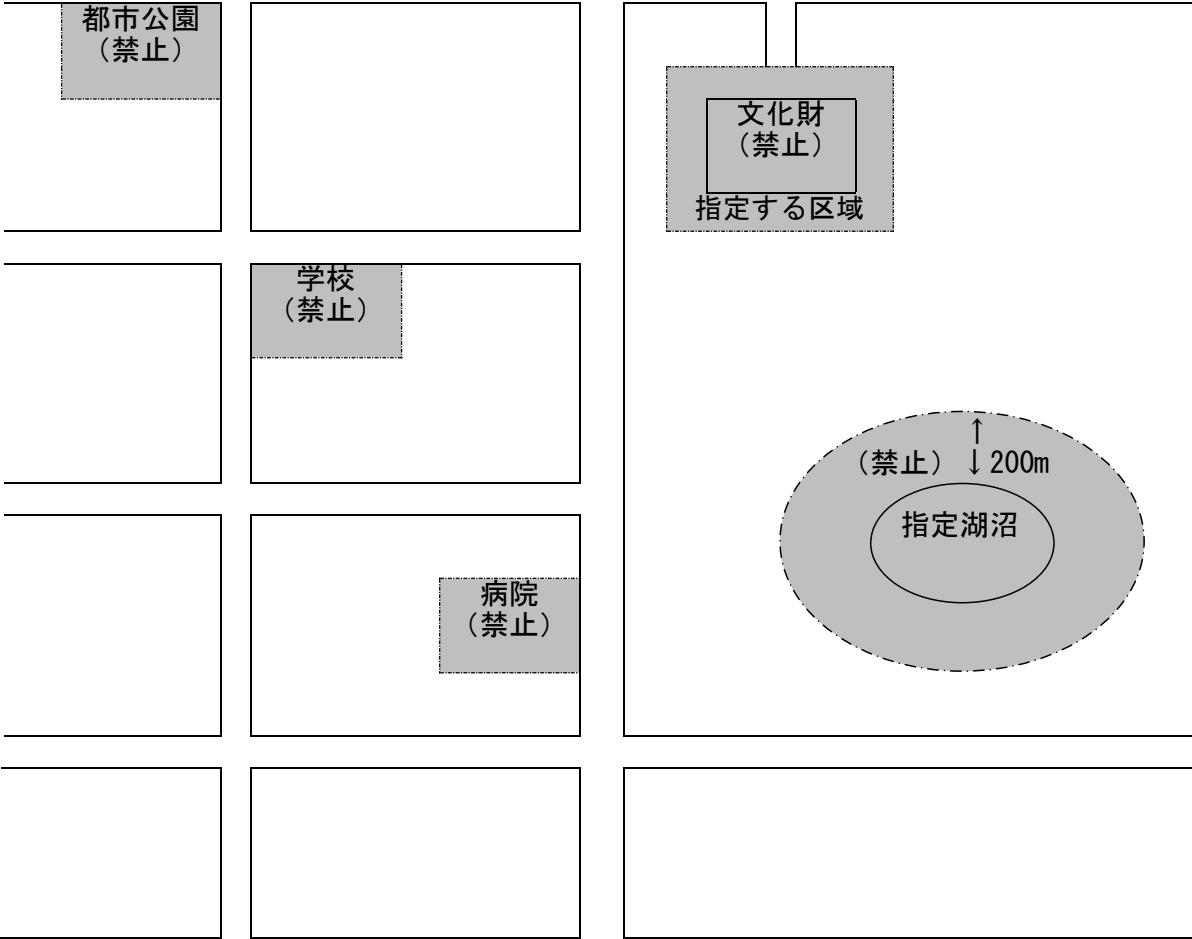 都市公園
（禁止）
文化財
（禁止）
指定する区域
学校
（禁止）
↑
（禁止）↓200m
指定湖沼
病院
（禁止）